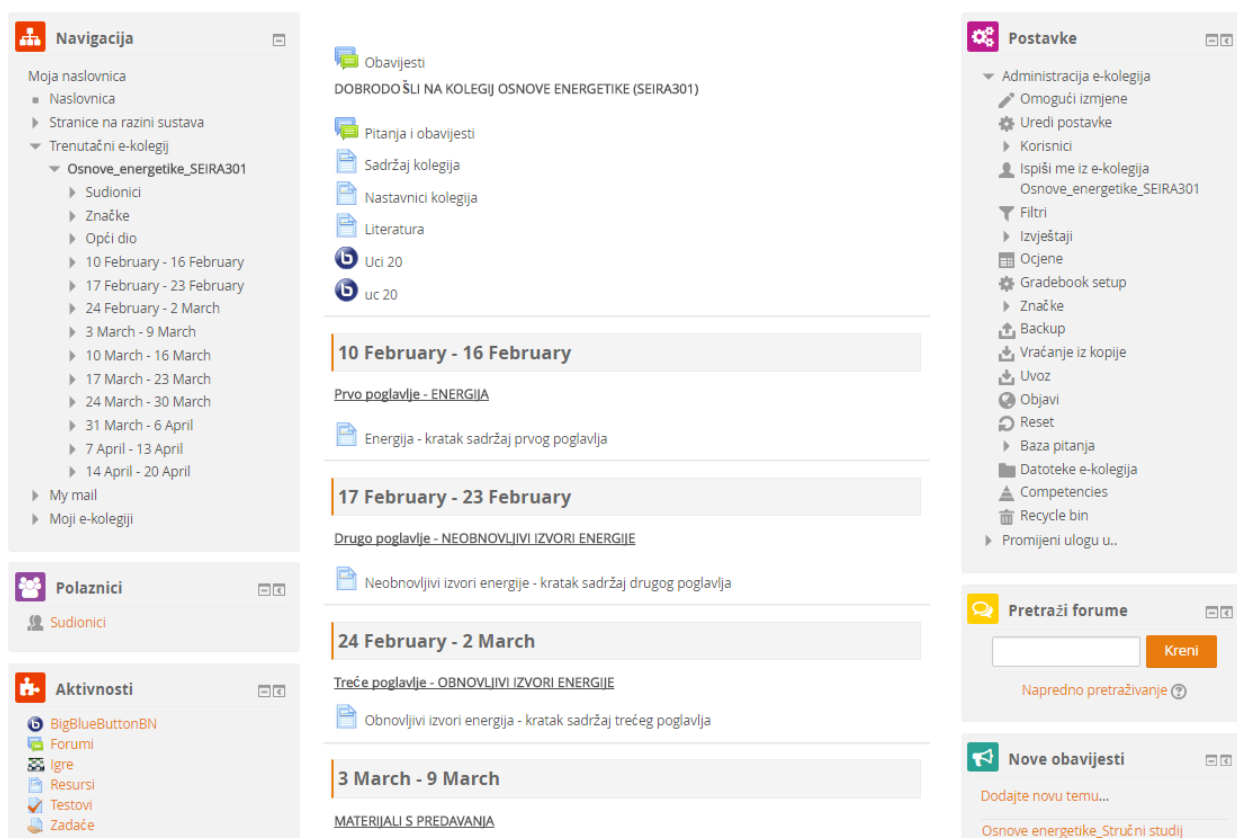 Navigacija
Moja naslovnica
Naslovnica
Stranice na razini sustava
Trenutačni e-kolegij
Osnove_energetike_SEIRA301
Sudionici
Značke
Opći dio
10 February - 16 February
17 February - 23 February
24 February - 2 March
3 March - 9 March
10 March - 16 March
17 March - 23 March
24 March - 30 March
31 March - 6 April
7 April - 13 April
14 April - 20 April
My mail
Moji e-kolegiji
Polaznici
Sudionici
Aktivnosti
BigBlueButtonBN
Forumi
Igre
Resursi
Testovi
Zadaće
Obavijesti
DOBRODOŠLI NA KOLEGIJ OSNOVE ENERGETIKE (SEIRA301)
Pitanja i obavijesti
Sadržaj kolegija
Nastavnici kolegija
Literatura
Uci 20
uc 20
10 February - 16 February
Prvo poglavlje - ENERGIJA
Energija - kratak sadržaj prvog poglavlja
17 February - 23 February
Drugo poglavlje - NEOBNOVLJIVI IZVORI ENERGIJE
Neobnovljivi izvori energije - kratak sadržaj drugog poglavlja
24 February - 2 March
Treće poglavlje - OBNOVLJIVI IZVORI ENERGIJE
Obnovljivi izvori energija - kratak sadržaj trećeg poglavlja
3 March - 9 March
MATERIJALI S PREDAVANJA
Postavke
Administracija e-kolegija
Omogući izmjene
Uredi postavke
Korisnici
Ispiši me iz e-kolegija
Osnove_energetike_SEIRA301
Filtri
Izvještaji
Ocjene
Gradebook setup
Značke
Backup
Vraćanje iz kopije
Uvoz
Objavi
Reset
Baza pitanja
Datoteke e-kolegija
Competencies
Recycle bin
Promijeni ulogu u..
Pretraži forume
Kreni
Napredno pretraživanje
Nove obavijesti
Dodajte novu temu...
Osnove energetike_Stručni studij